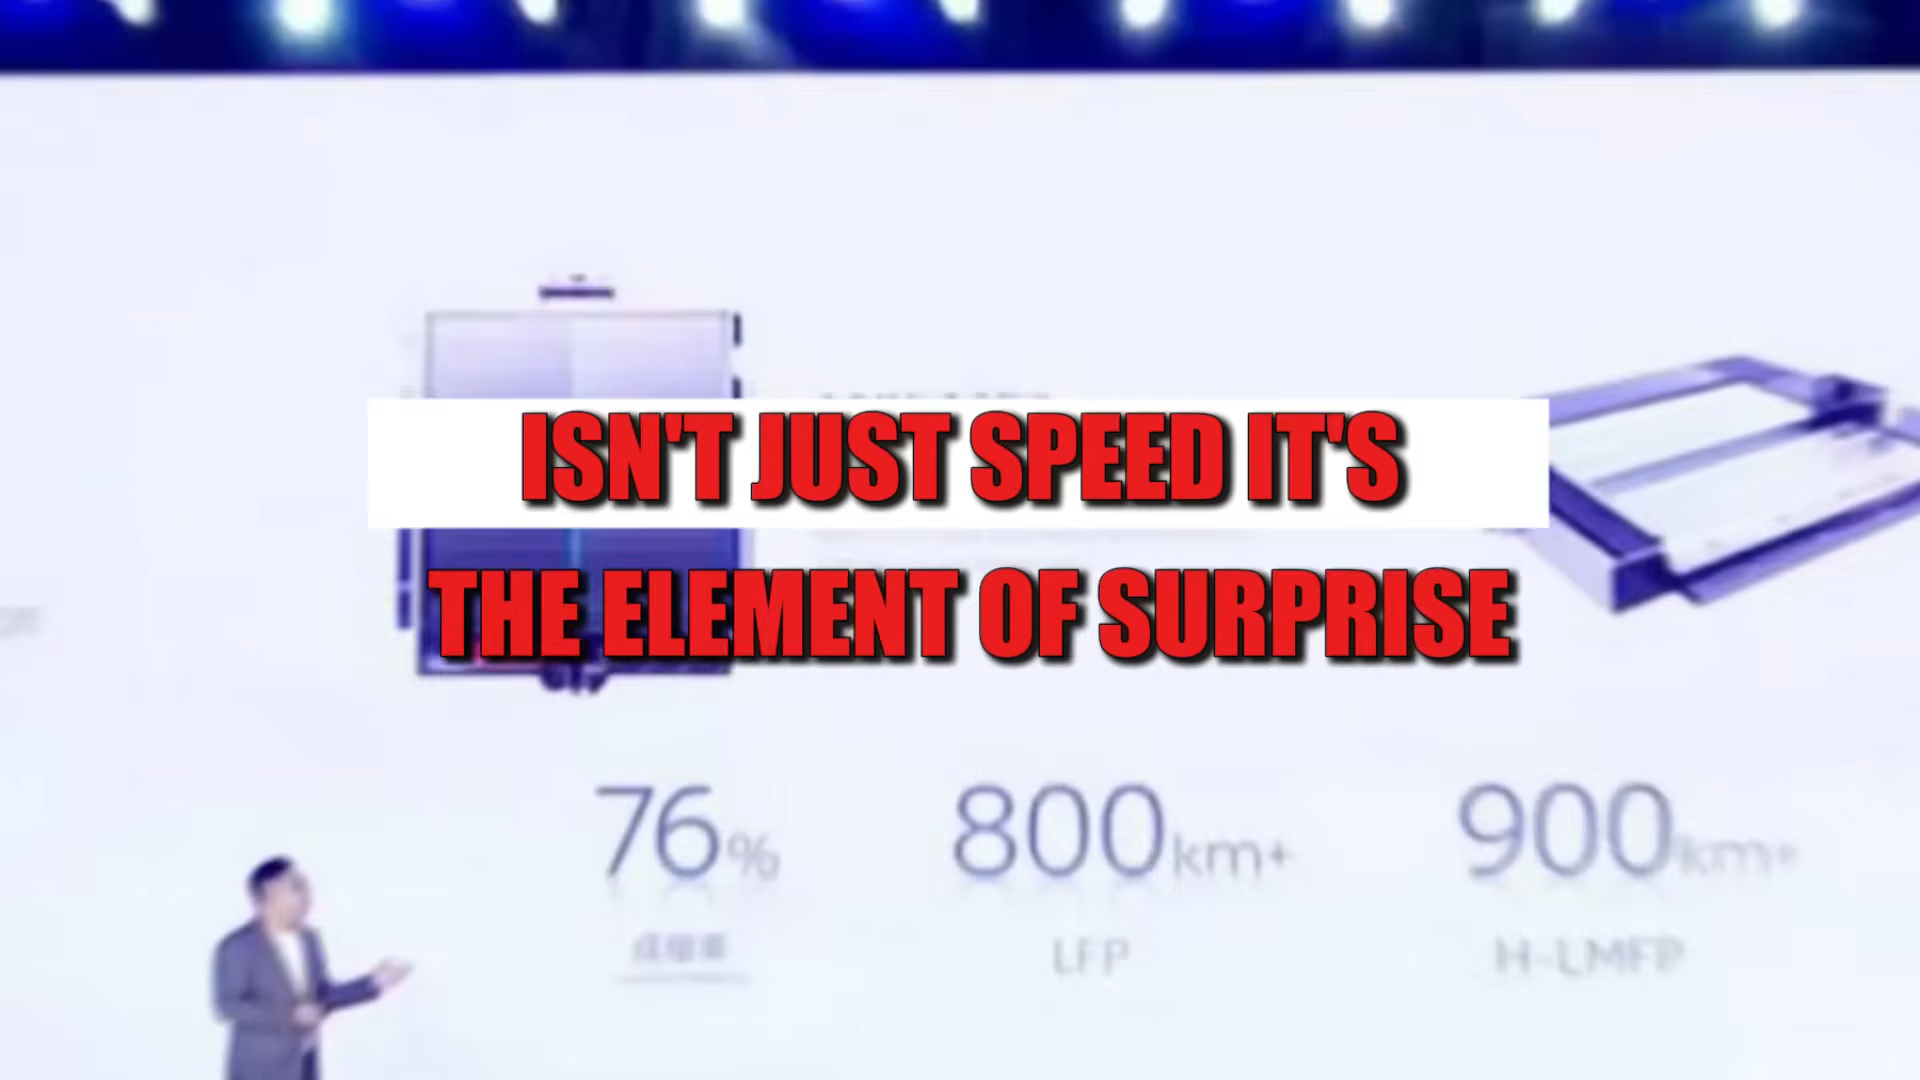 ISN'T JUST SPEED IT'S
THE ELEMENT OF SURPRISE
76%
800km+
900km+
LFP
H-LMFP